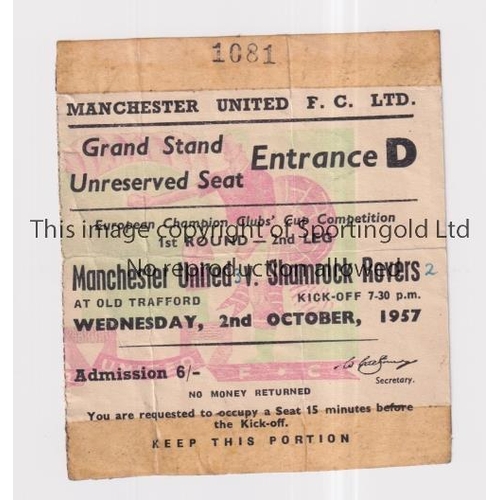 1081
MANCHESTER UNITED F. C. LTD.
Grand Stand
Unreserved Seat
Entrance D
European Champion Clubs' Cup Competition
This image copyright of Sportingold Ltd
1st ROUND — 2nd LEG
Manchester United 3 v. Shamrock Rovers 2
No reproduction allowed
AT OLD TRAFFORD KICK-OFF 7-30 p.m.
WEDNESDAY, 2nd OCTOBER, 1957
F C
Admission 6/-
Secretary.
NO MONEY RETURNED
You are requested to occupy a Seat 15 minutes before
the Kick-off.
KEEP THIS PORTION